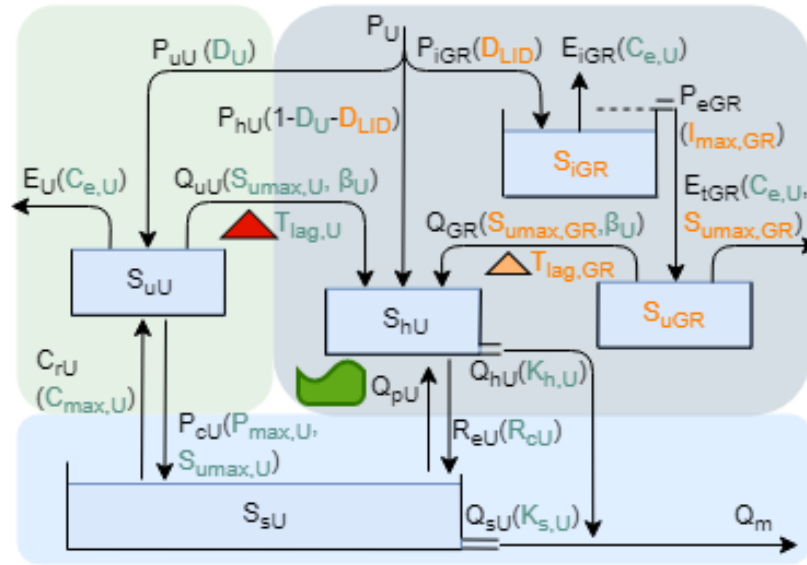 P_U
P_uU (D_U)
P_iGR(D_LID)
E_iGR(C_e,U)
P_hU(1-D_U-D_LID)
P_eGR
(I_max,GR)
S_iGR
E_U(C_e,U)
Q_uU(S_umax,U, β_U)
E_tGR(C_e,U,
S_umax,GR)
T_lag,U
Q_GR(S_umax,GR,β_U)
T_lag,GR
S_uU
S_hU
S_uGR
C_rU
(C_max,U)
Q_pU
Q_hU(K_h,U)
P_cU(P_max,U,
S_umax,U)
R_eU(R_cU)
S_sU
Q_sU(K_s,U)
Q_m